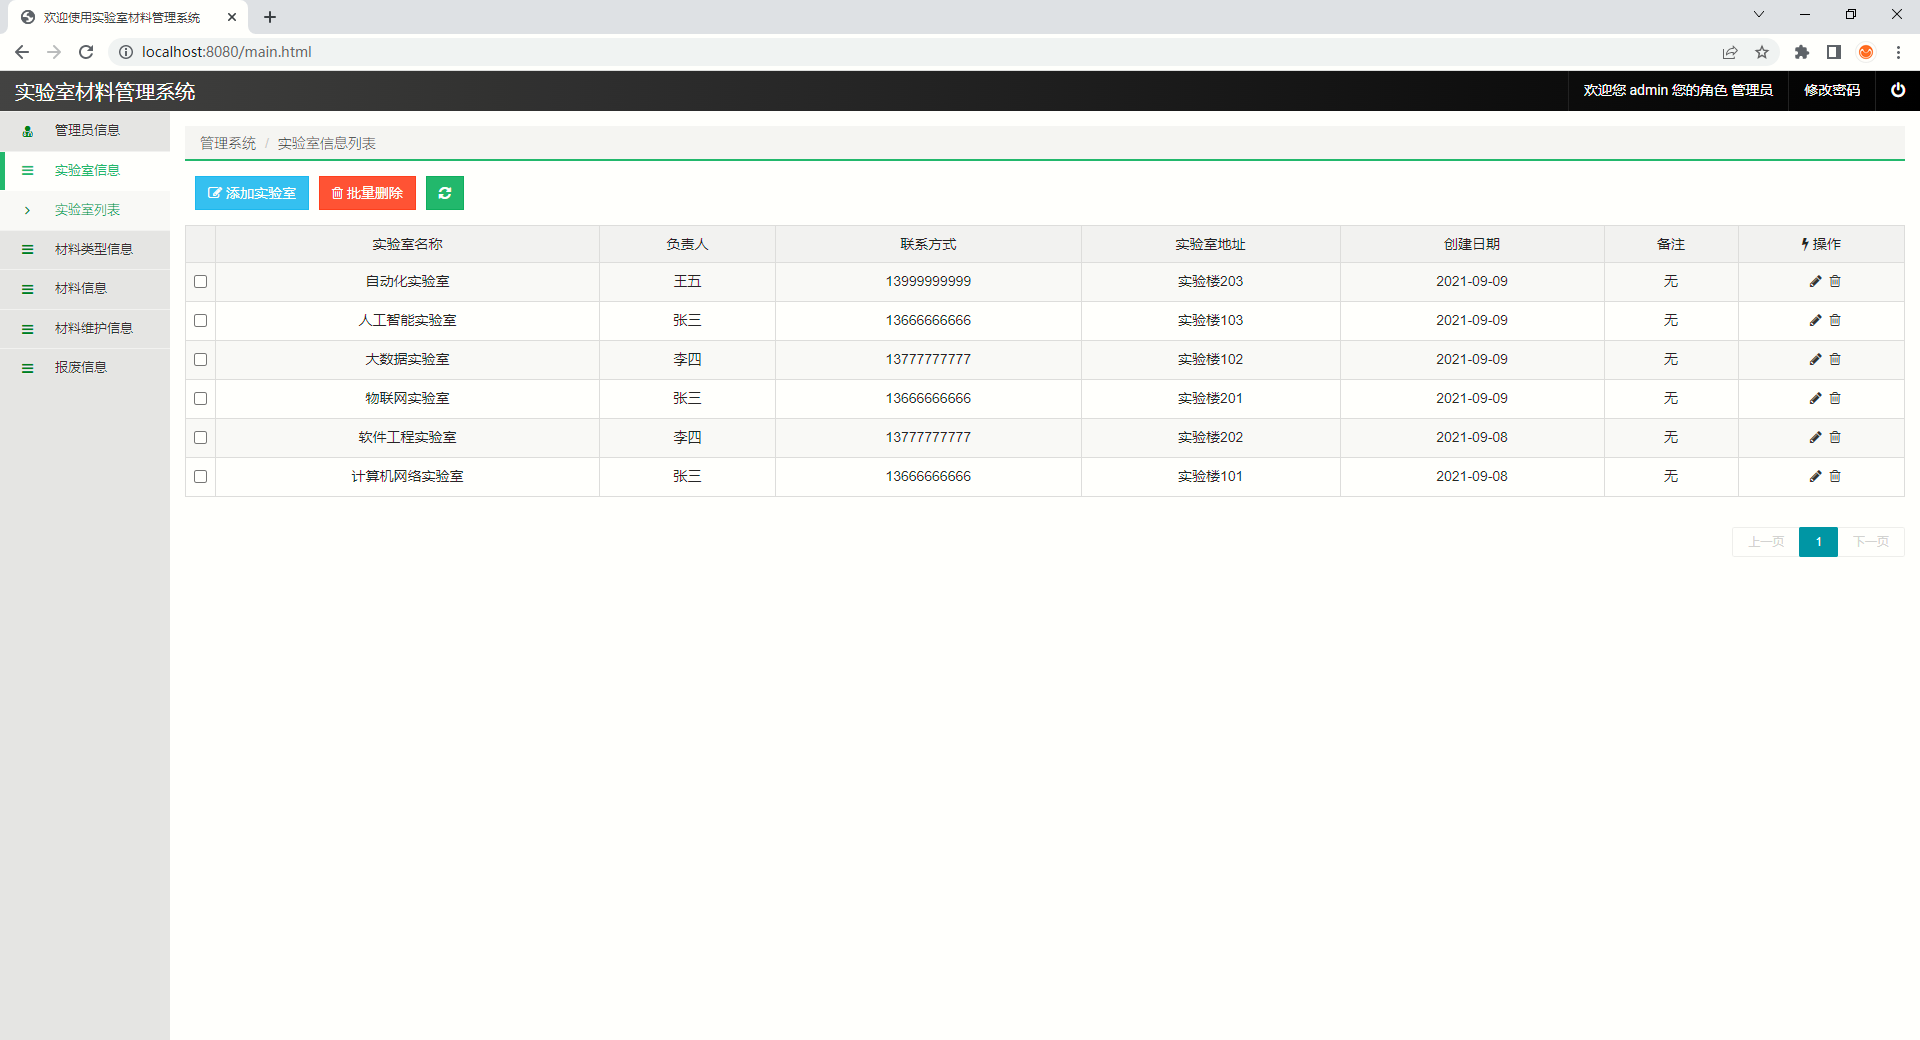 欢迎使用实验室材料管理系统
localhost:8080/main.html
实验室材料管理系统
欢迎您 admin 您的角色 管理员 修改密码
管理员信息
实验室信息
实验室列表
材料类型信息
材料信息
材料维护信息
报废信息
管理系统 / 实验室信息列表
添加实验室 批量删除
实验室名称 负责人 联系方式 实验室地址 创建日期 备注 操作
自动化实验室 王五 13999999999 实验楼203 2021-09-09 无
人工智能实验室 张三 13666666666 实验楼103 2021-09-09 无
大数据实验室 李四 13777777777 实验楼102 2021-09-09 无
物联网实验室 张三 13666666666 实验楼201 2021-09-09 无
软件工程实验室 李四 13777777777 实验楼202 2021-09-08 无
计算机网络实验室 张三 13666666666 实验楼101 2021-09-08 无
上一页 1 下一页